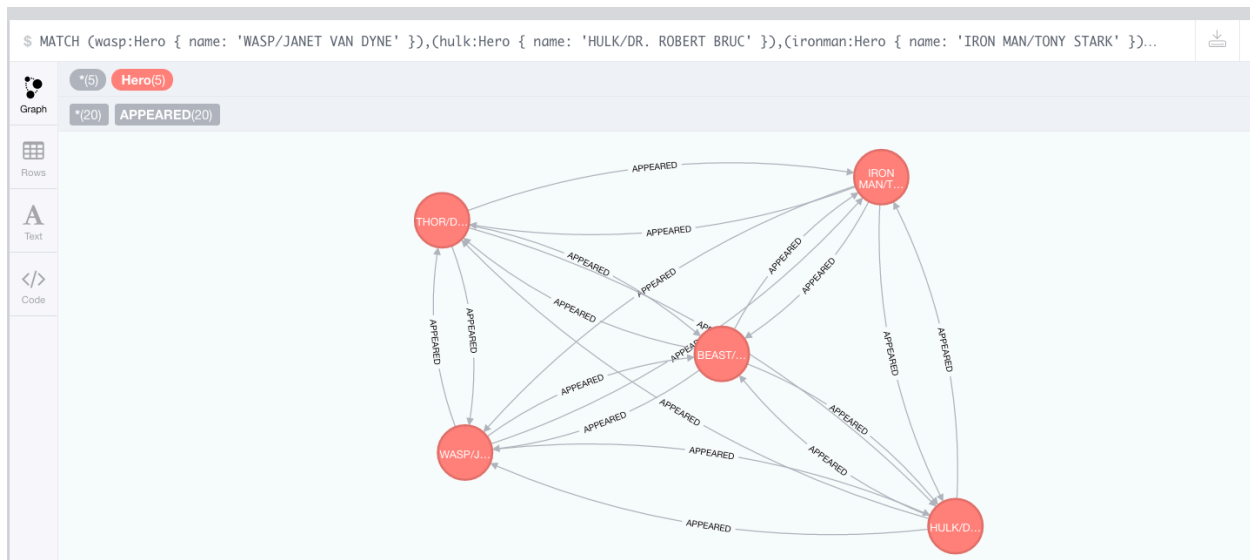 $ MATCH (wasp:Hero { name: 'WASP/JANET VAN DYNE' }),(hulk:Hero { name: 'HULK/DR. ROBERT BRUC' }),(ironman:Hero { name: 'IRON MAN/TONY STARK' })...
*(5) Hero(5)
Graph
*(20) APPEARED(20)
Rows
A
Text
</>
Code
APPEARED
IRON
MAN/T...
THOR/D...
APPEARED
APPEARED
APPEARED
APPEARED
APPEARED
APPEARED
APPEARED
APPEARED
APPEARED
APPEARED
APPEARED
BEAST/...
APPEARED
APPEARED
APPEARED
APPEARED
WASP/J...
APPEARED
APPEARED
APPEARED
HULK/D...